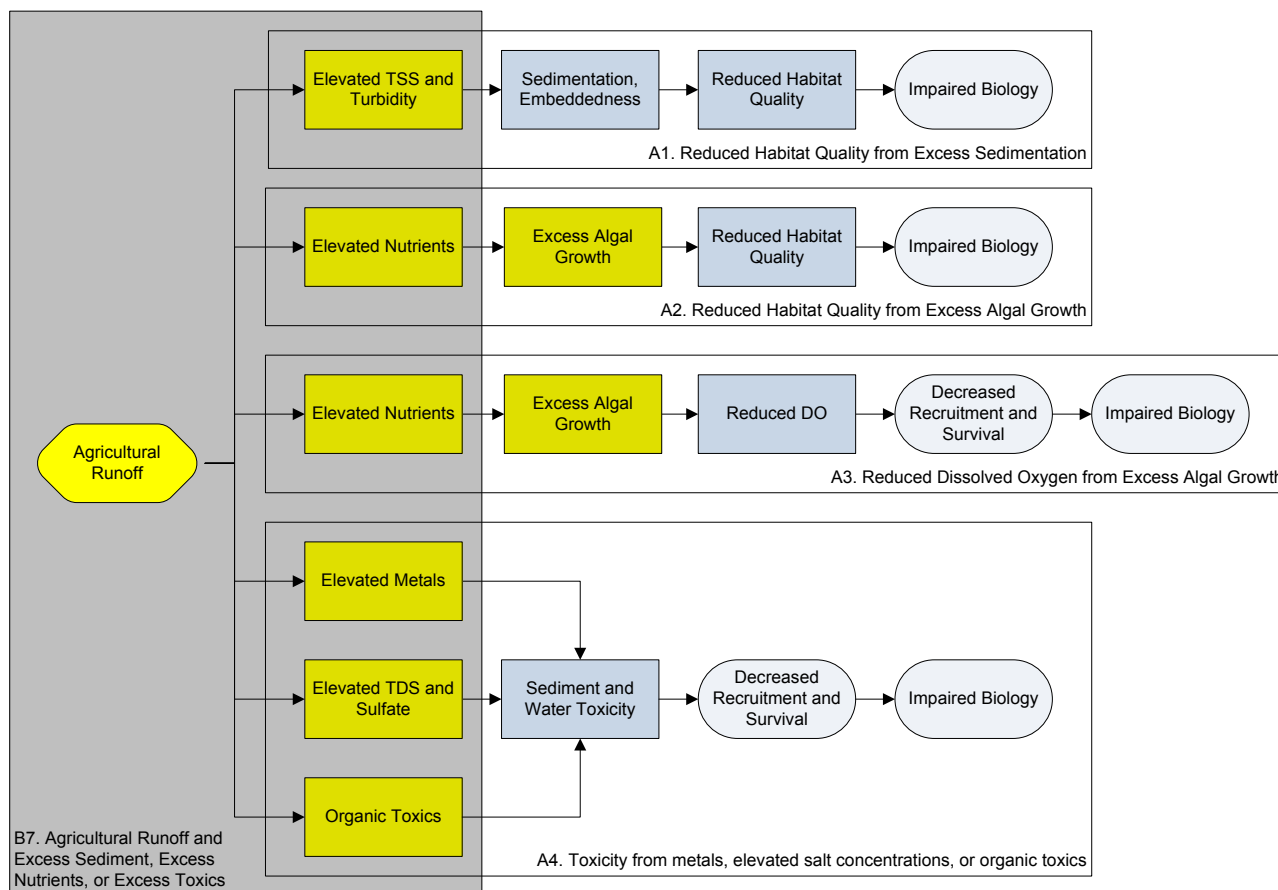 Elevated TSS and
Turbidity
Sedimentation,
Embeddedness
Reduced Habitat
Quality
Impaired Biology
A1. Reduced Habitat Quality from Excess Sedimentation
Elevated Nutrients
Excess Algal
Growth
Reduced Habitat
Quality
Impaired Biology
A2. Reduced Habitat Quality from Excess Algal Growth
Elevated Nutrients
Excess Algal
Growth
Reduced DO
Decreased
Recruitment and
Survival
Impaired Biology
A3. Reduced Dissolved Oxygen from Excess Algal Growth
Agricultural
Runoff
Elevated Metals
Elevated TDS and
Sulfate
Sediment and
Water Toxicity
Decreased
Recruitment and
Survival
Impaired Biology
Organic Toxics
A4. Toxicity from metals, elevated salt concentrations, or organic toxics
B7. Agricultural Runoff and
Excess Sediment, Excess
Nutrients, or Excess Toxics